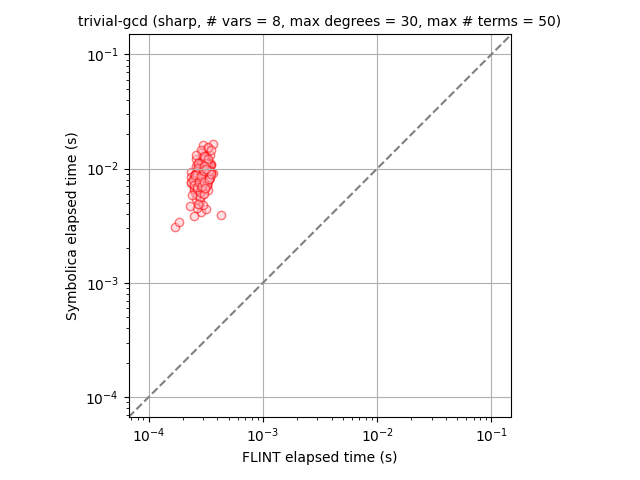 trivial-gcd (sharp, # vars = 8, max degrees = 30, max # terms = 50)
Symbolica elapsed time (s)
10⁻¹
10⁻²
10⁻³
10⁻⁴
10⁻⁴ 10⁻³ 10⁻² 10⁻¹
FLINT elapsed time (s)